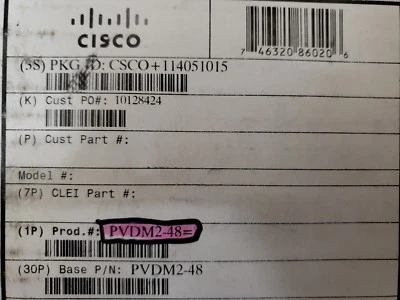 CISCO
7 46320 86020 6
(3S) PKG ID: CSCO+114051015
(K) Cust PO#: 10128424
(P) Cust Part #:
Model #:
(7P) CLEI Part #:
(1P) Prod.#: PVDM2-48=
(30P) Base P/N: PVDM2-48